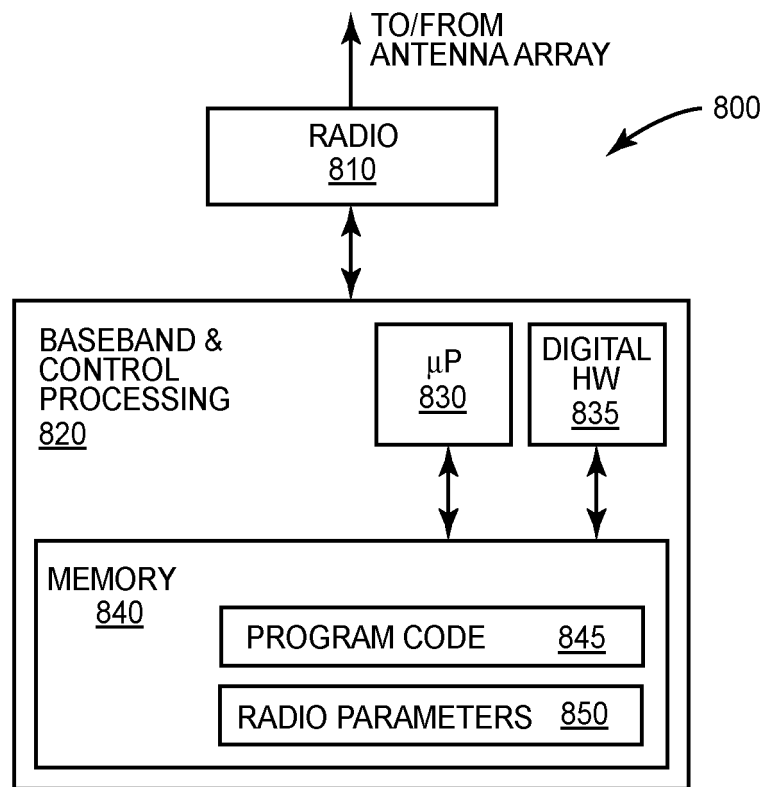 TO/FROM
ANTENNA ARRAY
800
RADIO
810
BASEBAND &
CONTROL
PROCESSING
820
μP
830
DIGITAL
HW
835
MEMORY
840
PROGRAM CODE 845
RADIO PARAMETERS 850